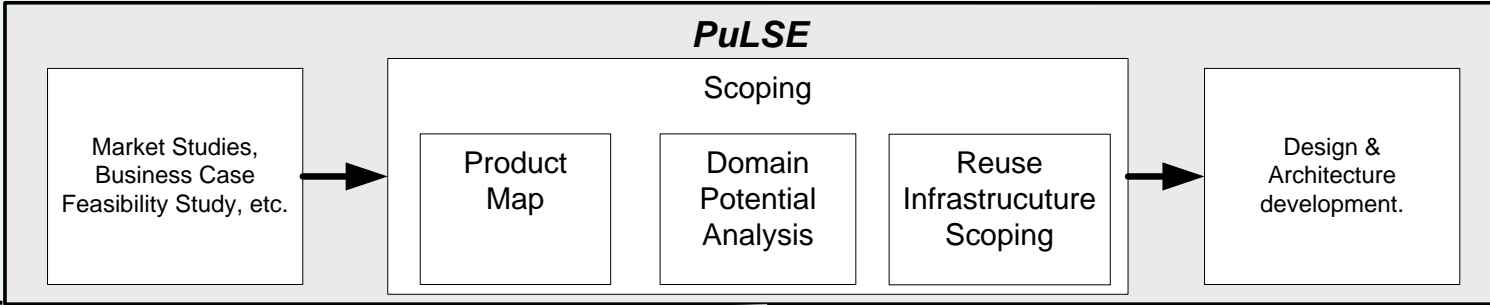 PuLSE
Market Studies,
Business Case
Feasibility Study, etc.
Scoping
Product
Map
Domain
Potential
Analysis
Reuse
Infrastrucuture
Scoping
Design &
Architecture
development.